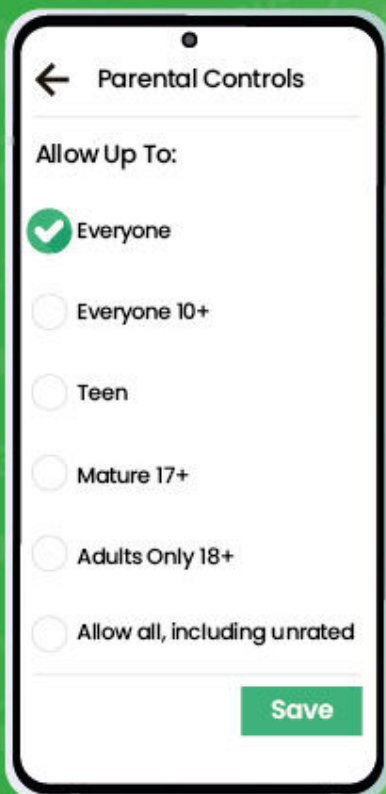 Parental Controls
Allow Up To:
Everyone
Everyone 10+
Teen
Mature 17+
Adults Only 18+
Allow all, including unrated
Save